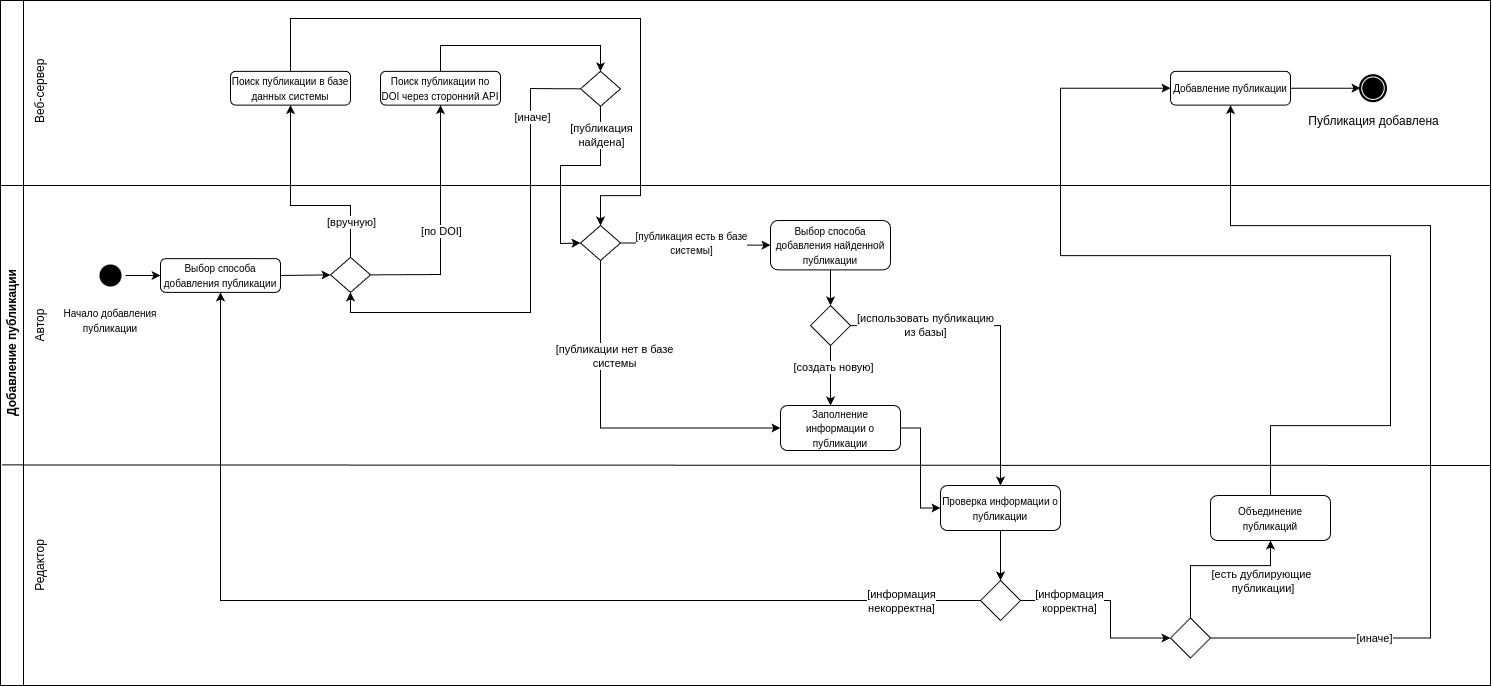 Добавление публикации
Веб-сервер
Поиск публикации в базе
данных системы
Поиск публикации по
DOI через сторонний API
[иначе]
[публикация
найдена]
Добавление публикации
Публикация добавлена
Автор
Начало добавления
публикации
Выбор способа
добавления публикации
[вручную]
[по DOI]
[публикация есть в базе
системы]
Выбор способа
добавления найденной
публикации
[использовать публикацию
из базы]
[публикации нет в базе
системы
[создать новую]
Заполнение
информации о
публикации
Редактор
Проверка информации о
публикации
[информация
некорректна]
[информация
корректна]
Объединение
публикаций
[есть дублирующие
публикации]
[иначе]